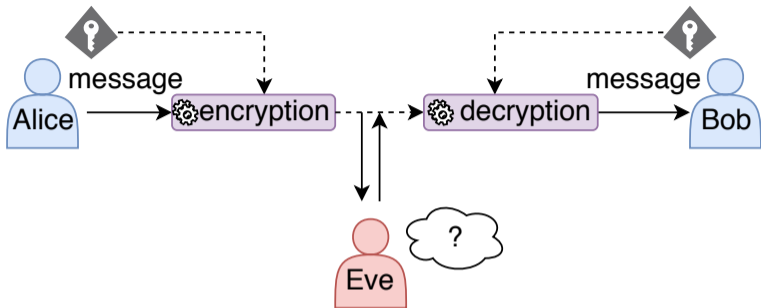 message
message
Alice
encryption
decryption
Bob
?
Eve